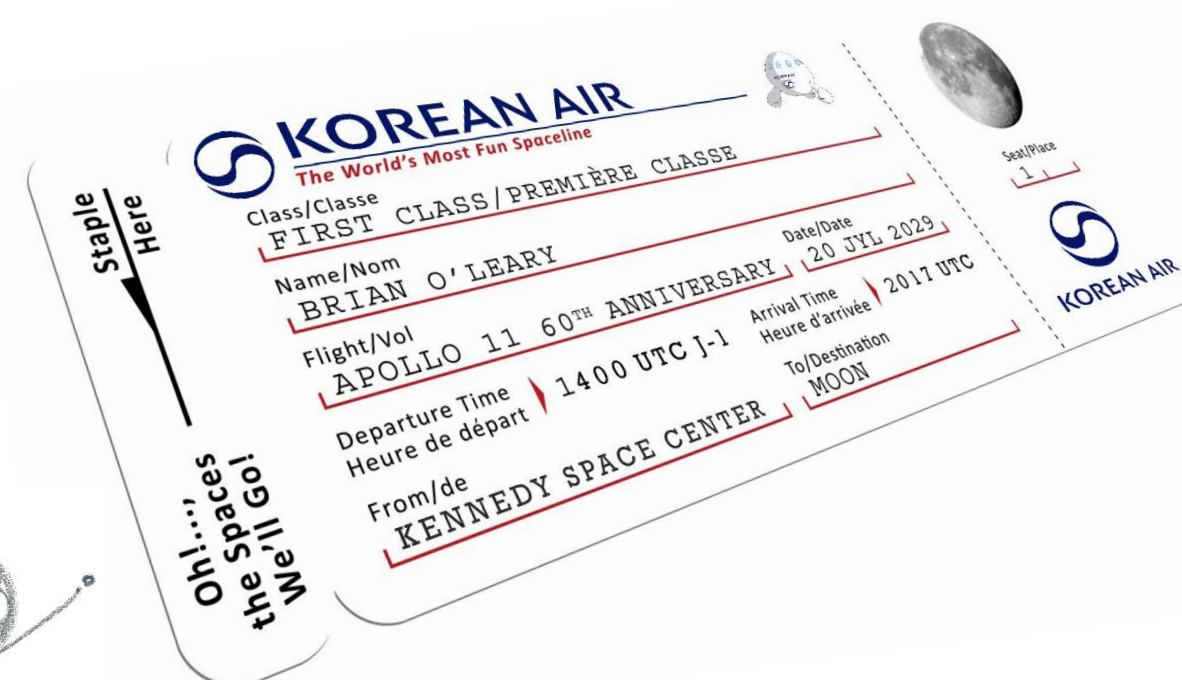 Staple
Here
Oh!...,
the Spaces
We'll Go!
KOREAN AIR
The World's Most Fun Spaceline
Class/Classe
FIRST CLASS/PREMIÈRE CLASSE
Name/Nom
BRIAN O'LEARY
Flight/Vol
APOLLO 11 60TH ANNIVERSARY
Date/Date
20 JYL 2029
Departure Time
Heure de départ
1400 UTC J-1
Arrival Time
Heure d'arrivée
2017 UTC
From/de
KENNEDY SPACE CENTER
To/Destination
MOON
Seat/Place
1
KOREAN AIR